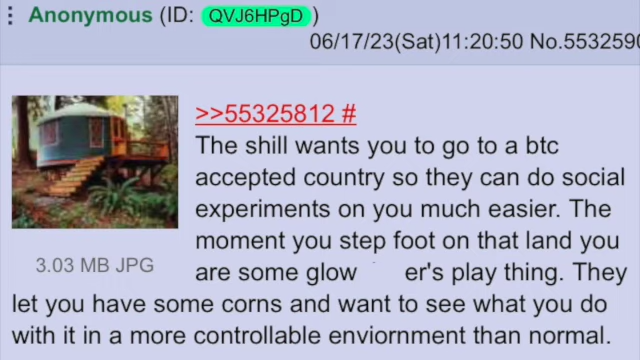 Anonymous (ID: QVJ6HPgD)
06/17/23(Sat)11:20:50 No.5532590
>>55325812 #
The shill wants you to go to a btc
accepted country so they can do social
experiments on you much easier. The
moment you step foot on that land you
are some glow er's play thing. They
3.03 MB JPG
let you have some corns and want to see what you do
with it in a more controllable enviornment than normal.